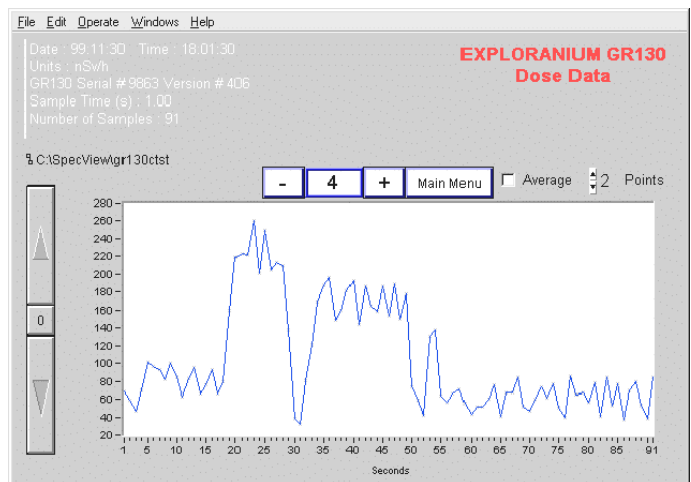 File Edit Operate Windows Help
Date : 99.11:30 Time : 18.01:30
Units : nSv/h
GR130 Serial # 9863 Version # 406
Sample Time (s) : 1.00
Number of Samples : 91
EXPLORANIUM GR130
Dose Data
C:\SpecView\gr130ctst
- 4 + Main Menu Average 2 Points
0
280
260
240
220
200
180
160
140
120
100
80
60
40
20
1 5 10 15 20 25 30 35 40 45 50 55 60 65 70 75 80 85 91
Seconds